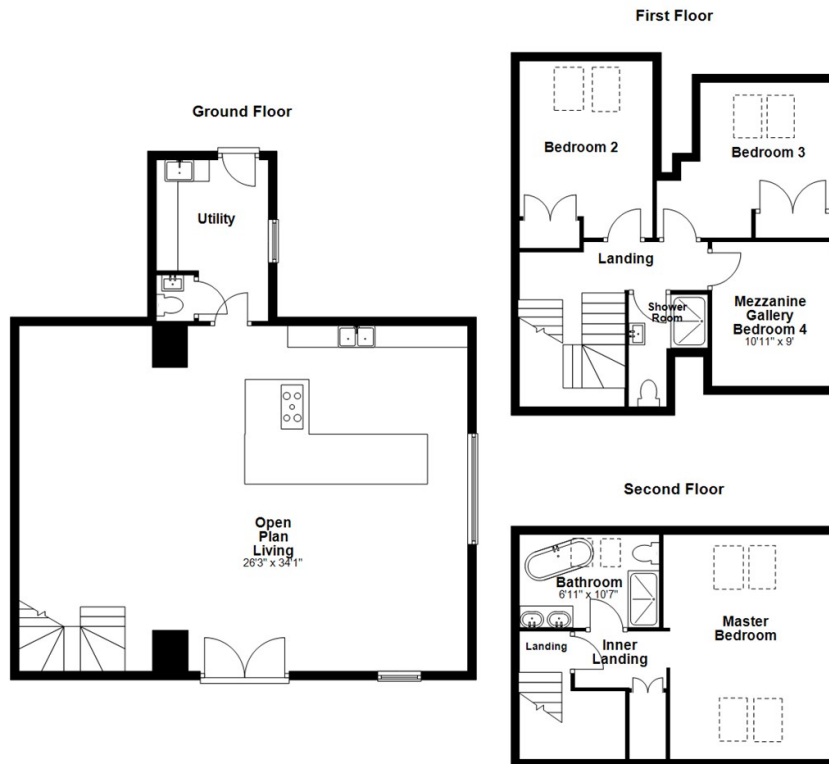 Ground Floor
Utility
Open
Plan
Living
26'3" x 34'1"
First Floor
Bedroom 2
Bedroom 3
Landing
Shower
Room
Mezzanine
Gallery
Bedroom 4
10'11" x 9'
Second Floor
Bathroom
6'11" x 10'7"
Master
Bedroom
Landing
Inner
Landing